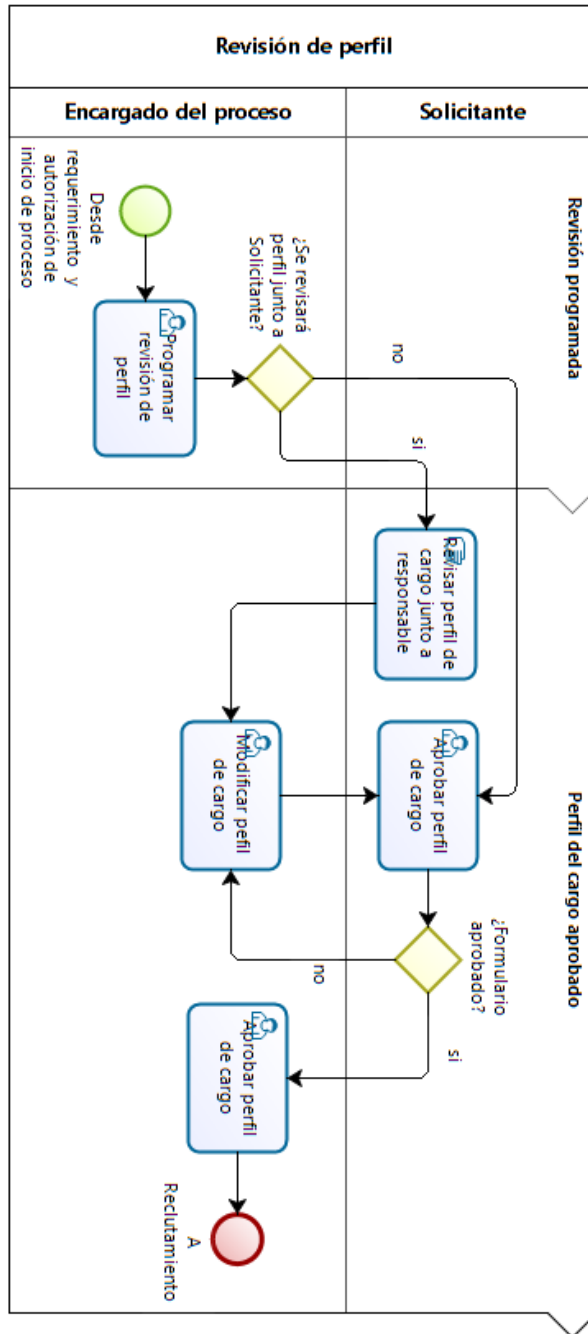 Revisión de perfil
Encargado del proceso
Solicitante
Revisión programada
Perfil del cargo aprobado
Desde
requerimiento y
autorización de
inicio de proceso
Programar
revisión de
perfil
¿Se revisará
perfil junto a
Solicitante?
no
si
Revisar perfil de
cargo junto a
responsable
Modificar pefil
de cargo
Aprobar perfil
de cargo
¿Formulario
aprobado?
no
si
Aprobar perfil
de cargo
A
Reclutamiento